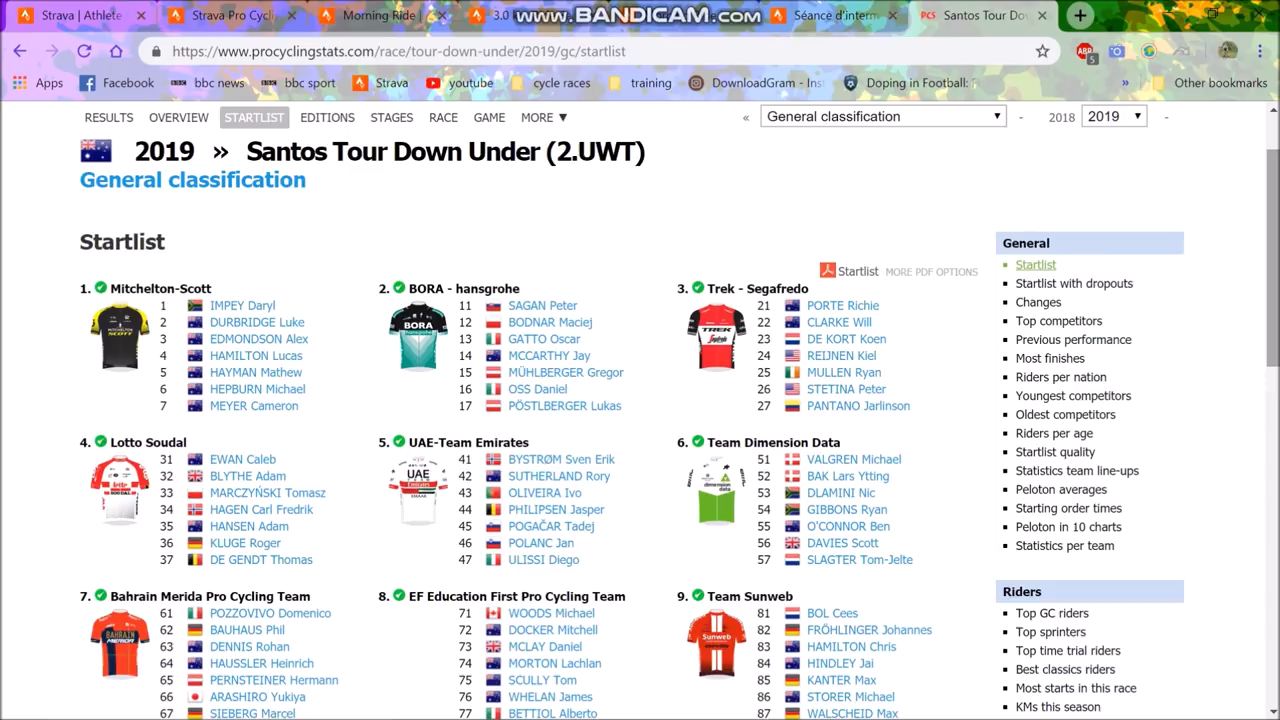 Strava | Athlete
Strava Pro Cycli
Morning Ride |
3.0
www.BANDICAM.com
Séance d'interr
PCS Santos Tour Do
https://www.procyclingstats.com/race/tour-down-under/2019/gc/startlist
ABP 5
Apps Facebook bbc news bbc sport Strava youtube cycle races training DownloadGram - Inst Doping in Football: » Other bookmarks
RESULTS OVERVIEW STARTLIST EDITIONS STAGES RACE GAME MORE ▼ « General classification - 2018 2019 -
2019 » Santos Tour Down Under (2.UWT)
General classification
Startlist
Startlist MORE PDF OPTIONS
1. Mitchelton-Scott
1 IMPEY Daryl
2 DURBRIDGE Luke
3 EDMONDSON Alex
4 HAMILTON Lucas
5 HAYMAN Mathew
6 HEPBURN Michael
7 MEYER Cameron
MITCHELTON
SCOTT
2. BORA - hansgrohe
11 SAGAN Peter
12 BODNAR Maciej
13 GATTO Oscar
14 MCCARTHY Jay
15 MÜHLBERGER Gregor
16 OSS Daniel
17 PÖSTLBERGER Lukas
BORA
3. Trek - Segafredo
21 PORTE Richie
22 CLARKE Will
23 DE KORT Koen
24 REIJNEN Kiel
25 MULLEN Ryan
26 STETINA Peter
27 PANTANO Jarlinson
TREK
4. Lotto Soudal
31 EWAN Caleb
32 BLYTHE Adam
33 MARCZYŃSKI Tomasz
34 HAGEN Carl Fredrik
35 HANSEN Adam
36 KLUGE Roger
37 DE GENDT Thomas
5. UAE-Team Emirates
41 BYSTRØM Sven Erik
42 SUTHERLAND Rory
43 OLIVEIRA Ivo
44 PHILIPSEN Jasper
45 POGAČAR Tadej
46 POLANC Jan
47 ULISSI Diego
UAE
6. Team Dimension Data
51 VALGREN Michael
52 BAK Lars Ytting
53 DLAMINI Nic
54 GIBBONS Ryan
55 O'CONNOR Ben
56 DAVIES Scott
57 SLAGTER Tom-Jelte
dimension
data
7. Bahrain Merida Pro Cycling Team
61 POZZOVIVO Domenico
62 BAUHAUS Phil
63 DENNIS Rohan
64 HAUSSLER Heinrich
65 PERNSTEINER Hermann
66 ARASHIRO Yukiya
67 SIEBERG Marcel
BAHRAIN
MERIDA
8. EF Education First Pro Cycling Team
71 WOODS Michael
72 DOCKER Mitchell
73 MCLAY Daniel
74 MORTON Lachlan
75 SCULLY Tom
76 WHELAN James
77 BETTIOL Alberto
9. Team Sunweb
81 BOL Cees
82 FRÖHLINGER Johannes
83 HAMILTON Chris
84 HINDLEY Jai
85 KANTER Max
86 STORER Michael
87 WALSCHEID Max
Sunweb
General
Startlist
Startlist with dropouts
Changes
Top competitors
Previous performance
Most finishes
Riders per nation
Youngest competitors
Oldest competitors
Riders per age
Startlist quality
Statistics team line-ups
Peloton averages
Starting order times
Peloton in 10 charts
Statistics per team
Riders
Top GC riders
Top sprinters
Top time trial riders
Best classics riders
Most starts in this race
KMs this season